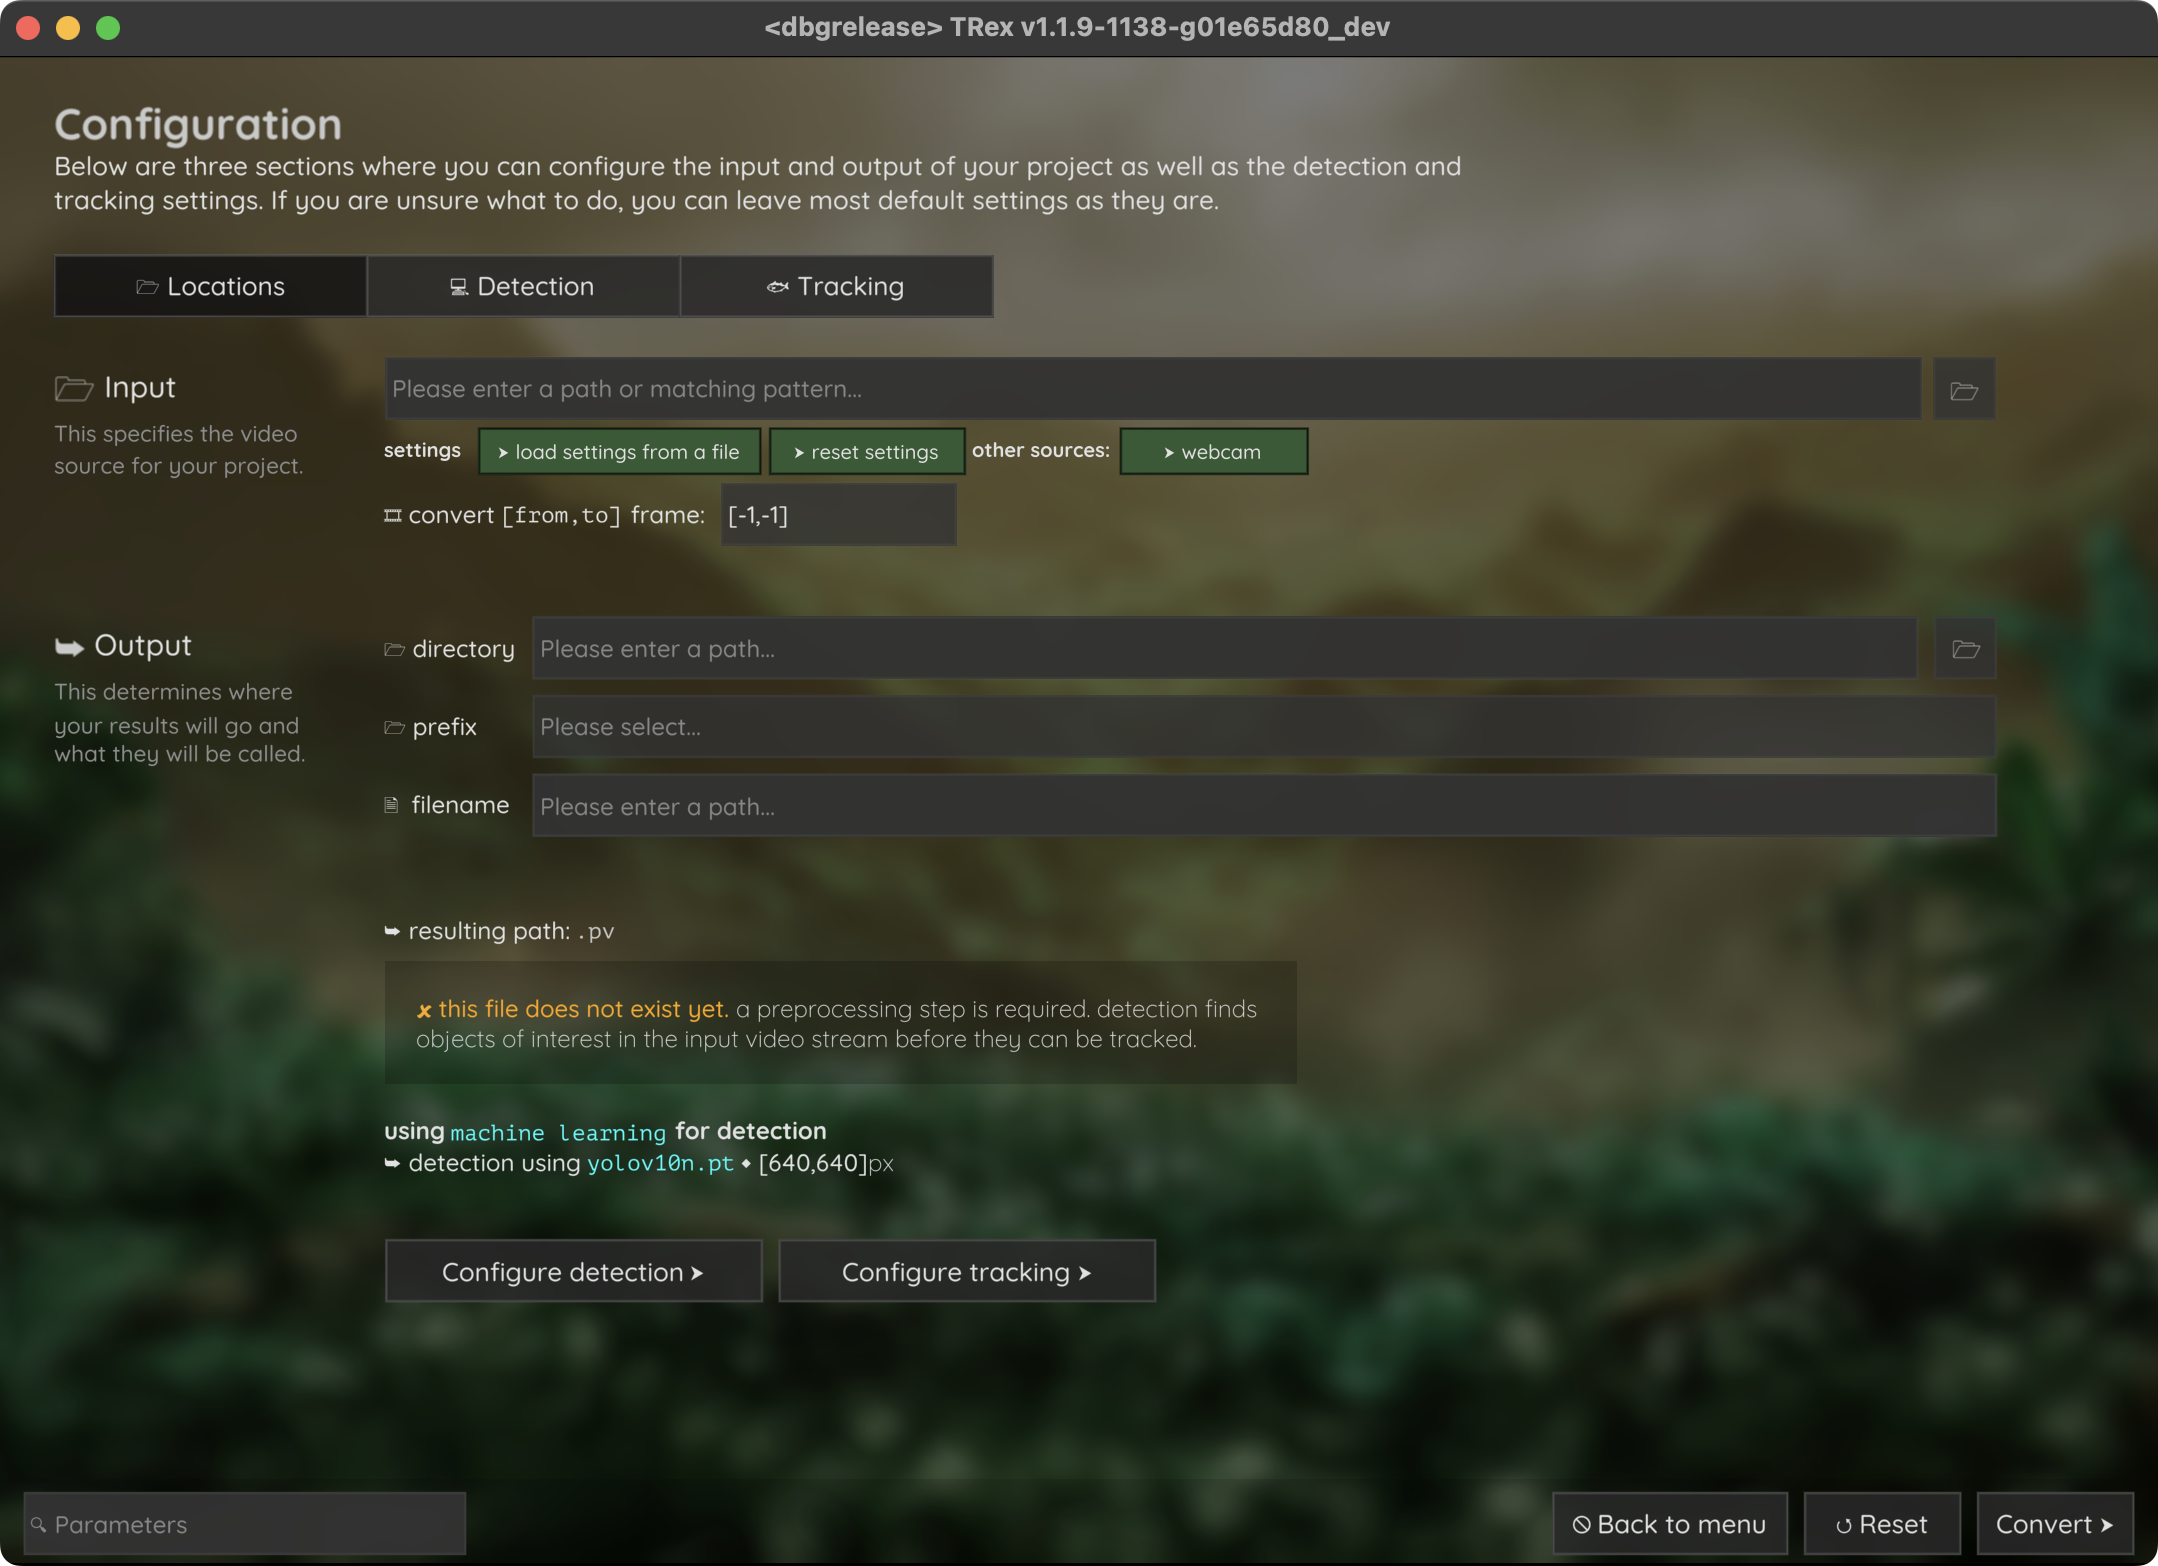 <dbgrelease> TRex v1.1.9-1138-g01e65d80_dev
Configuration
Below are three sections where you can configure the input and output of your project as well as the detection and
tracking settings. If you are unsure what to do, you can leave most default settings as they are.
Locations
Detection
Tracking
Input
This specifies the video
source for your project.
Please enter a path or matching pattern...
settings
➤ load settings from a file
➤ reset settings
other sources:
➤ webcam
convert [from,to] frame:
[-1,-1]
Output
This determines where
your results will go and
what they will be called.
directory
Please enter a path...
prefix
Please select...
filename
Please enter a path...
➥ resulting path: .pv
✘ this file does not exist yet. a preprocessing step is required. detection finds
objects of interest in the input video stream before they can be tracked.
using machine learning for detection
➥ detection using yolov10n.pt ⬥ [640,640]px
Configure detection ➤
Configure tracking ➤
Parameters
Back to menu
Reset
Convert ➤